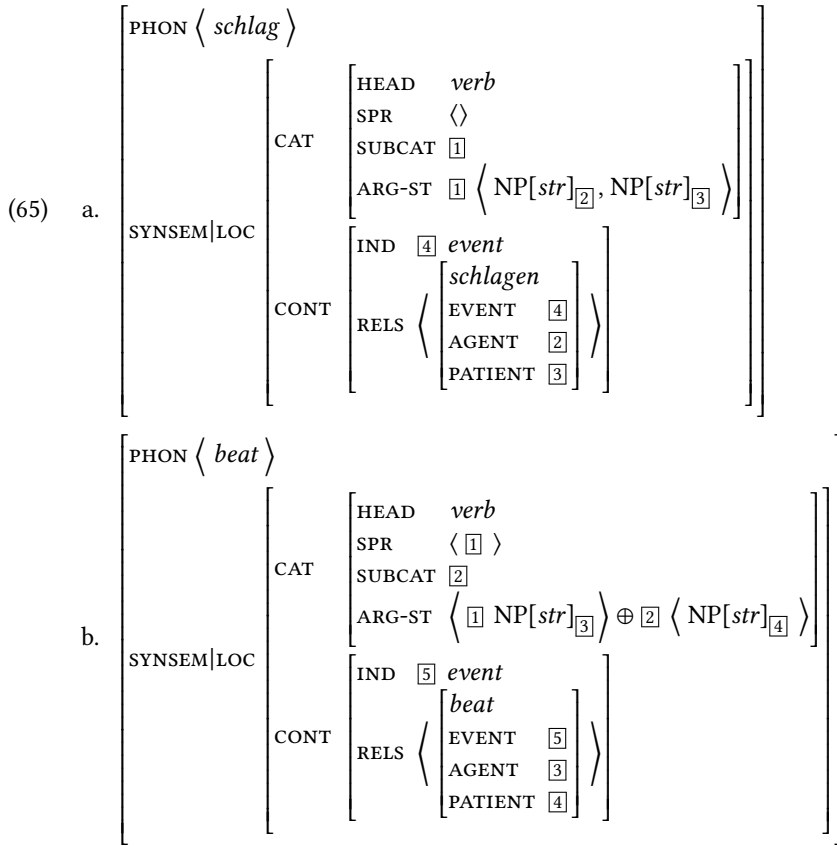 (65) a.
PHON ⟨ schlag ⟩
SYNSEM|LOC
CAT
HEAD verb
SPR ⟨⟩
SUBCAT 1
ARG-ST 1 ⟨ NP[str]2, NP[str]3 ⟩
CONT
IND 4 event
RELS ⟨
schlagen
EVENT 4
AGENT 2
PATIENT 3
⟩
b.
PHON ⟨ beat ⟩
SYNSEM|LOC
CAT
HEAD verb
SPR ⟨ 1 ⟩
SUBCAT 2
ARG-ST ⟨ 1 NP[str]3 ⟩ ⊕ 2 ⟨ NP[str]4 ⟩
CONT
IND 5 event
RELS ⟨
beat
EVENT 5
AGENT 3
PATIENT 4
⟩